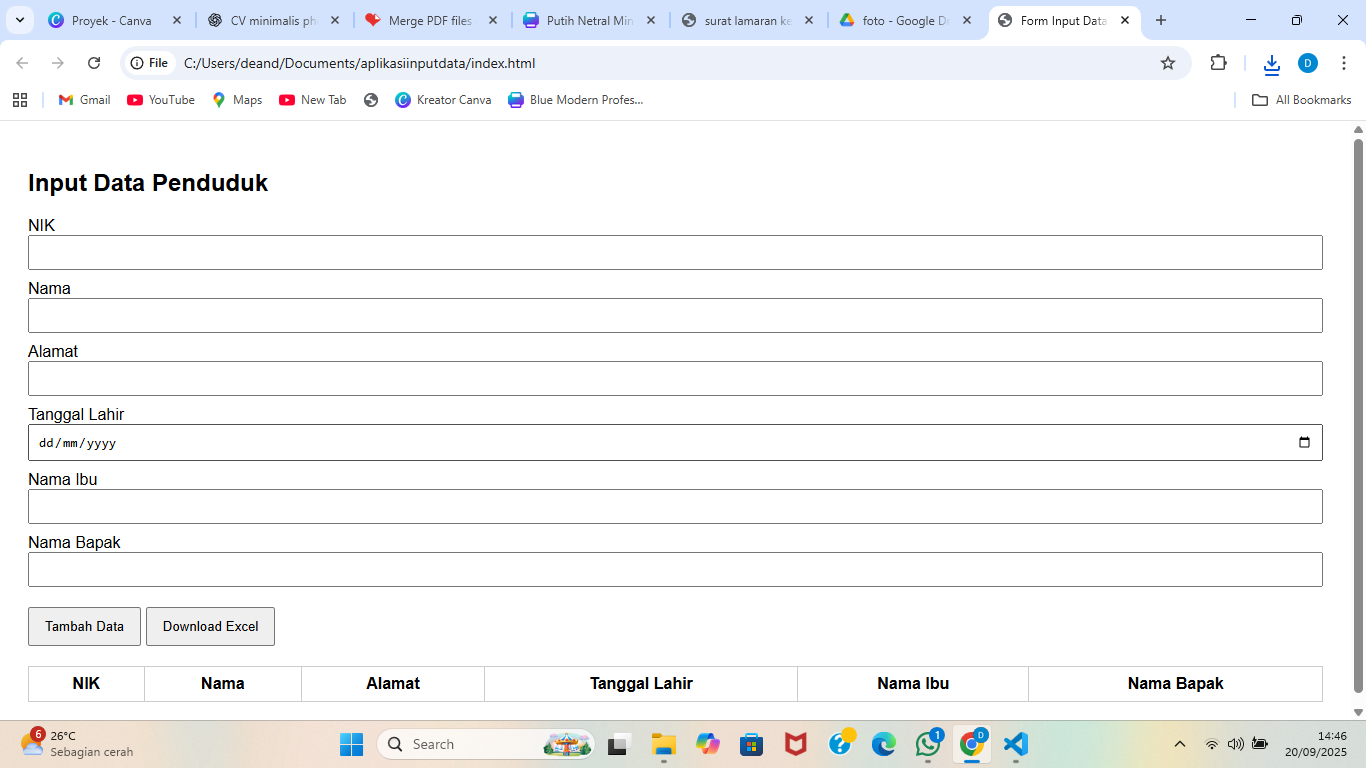 Proyek - Canva
CV minimalis ph
Merge PDF files
Putih Netral Min
surat lamaran ke
foto - Google Dr
Form Input Data
File C:/Users/deand/Documents/aplikasiinputdata/index.html
D
Gmail YouTube Maps New Tab Kreator Canva Blue Modern Profes... All Bookmarks
Input Data Penduduk
NIK
Nama
Alamat
Tanggal Lahir
dd/mm/yyyy
Nama Ibu
Nama Bapak
Tambah Data Download Excel
NIK Nama Alamat Tanggal Lahir Nama Ibu Nama Bapak
6
26°C
Sebagian cerah
Search
1
D
14:46
20/09/2025